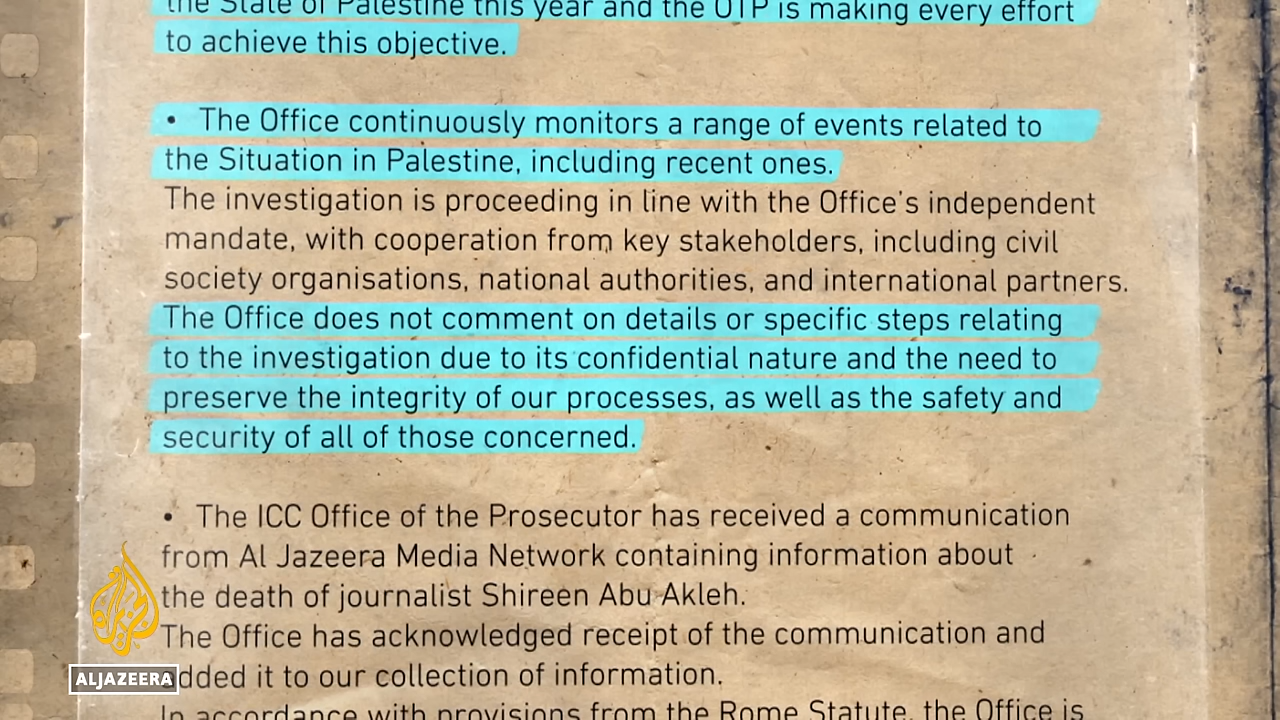 the State of Palestine this year and the OTP is making every effort
to achieve this objective.
• The Office continuously monitors a range of events related to
the Situation in Palestine, including recent ones.
The investigation is proceeding in line with the Office's independent
mandate, with cooperation from key stakeholders, including civil
society organisations, national authorities, and international partners.
The Office does not comment on details or specific steps relating
to the investigation due to its confidential nature and the need to
preserve the integrity of our processes, as well as the safety and
security of all of those concerned.
• The ICC Office of the Prosecutor has received a communication
from Al Jazeera Media Network containing information about
the death of journalist Shireen Abu Akleh.
The Office has acknowledged receipt of the communication and
added it to our collection of information.
In accordance with provisions from the Rome Statute, the Office is
الجزيرة
ALJAZEERA